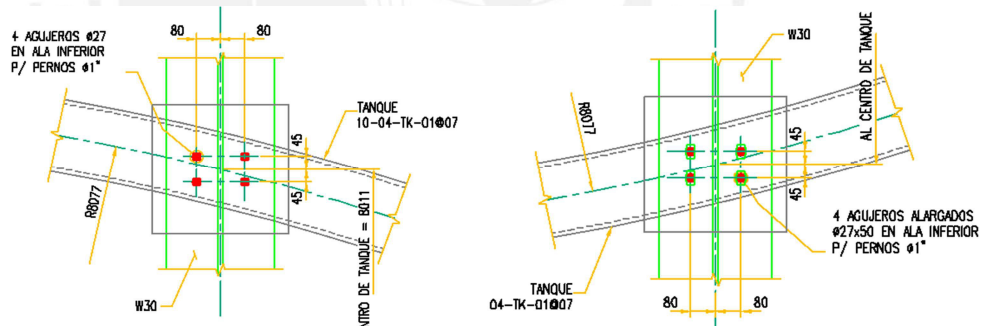 4 AGUJEROS ø27
EN ALA INFERIOR
P/ PERNOS ø1"
80
80
TANQUE
10-04-TK-01@07
45
45
R8077
DE TANQUE =
W30
W30
AL CENTRO DE TANQUE
R8077
45
45
4 AGUJEROS ALARGADOS
ø27x50 EN ALA INFERIOR
P/ PERNOS ø1"
TANQUE
04-TK-01@07
80
80